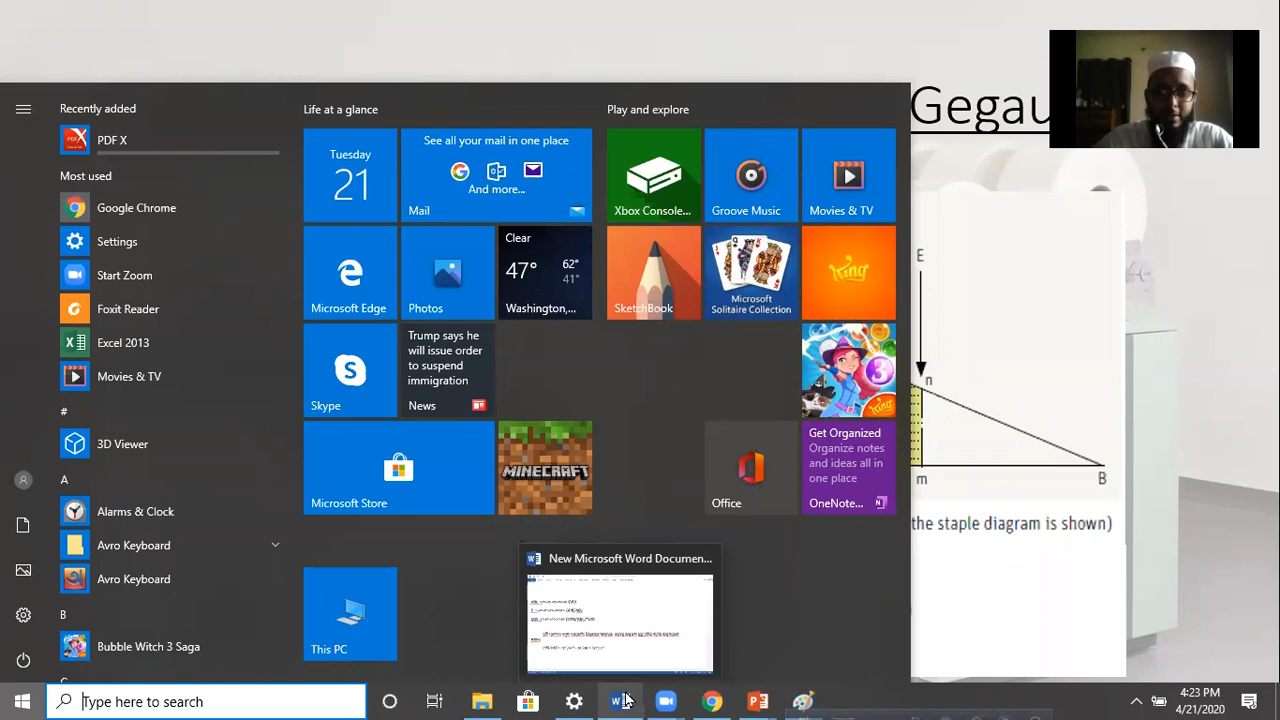 Gegau
Recently added
PDF X
Most used
Google Chrome
Settings
Start Zoom
Foxit Reader
Excel 2013
Movies & TV
#
3D Viewer
A
Alarms & Clock
Avro Keyboard
Avro Keyboard
B
Bubble Witch 3 Saga
Life at a glance
Tuesday
21
See all your mail in one place
And more...
Mail
Microsoft Edge
Photos
Clear
47° 62°
41°
Washington,...
Skype
Trump says he
will issue order
to suspend
immigration
News
Microsoft Store
MINECRAFT
This PC
Play and explore
Xbox Console...
Groove Music
Movies & TV
SketchBook
Microsoft
Solitaire Collection
King
3
King
Office
Get Organized
Organize notes
and ideas all in
one place
OneNote...
E
n
m
B
the staple diagram is shown)
New Microsoft Word Documen...
Type here to search
4:23 PM
4/21/2020